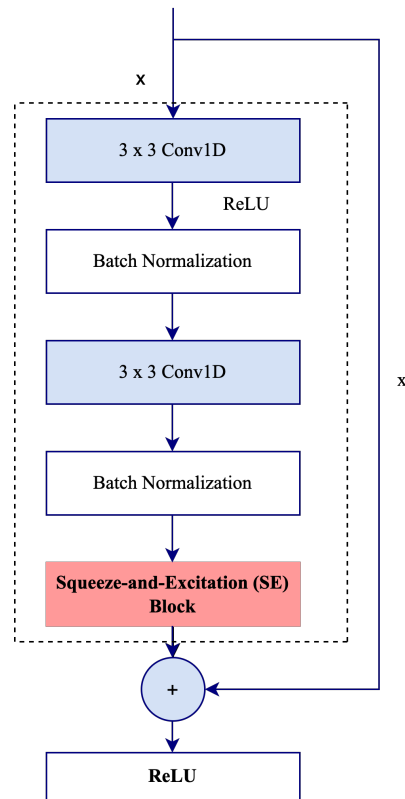 x
3 x 3 Conv1D
ReLU
Batch Normalization
3 x 3 Conv1D
x
Batch Normalization
Squeeze-and-Excitation (SE)
Block
+
ReLU